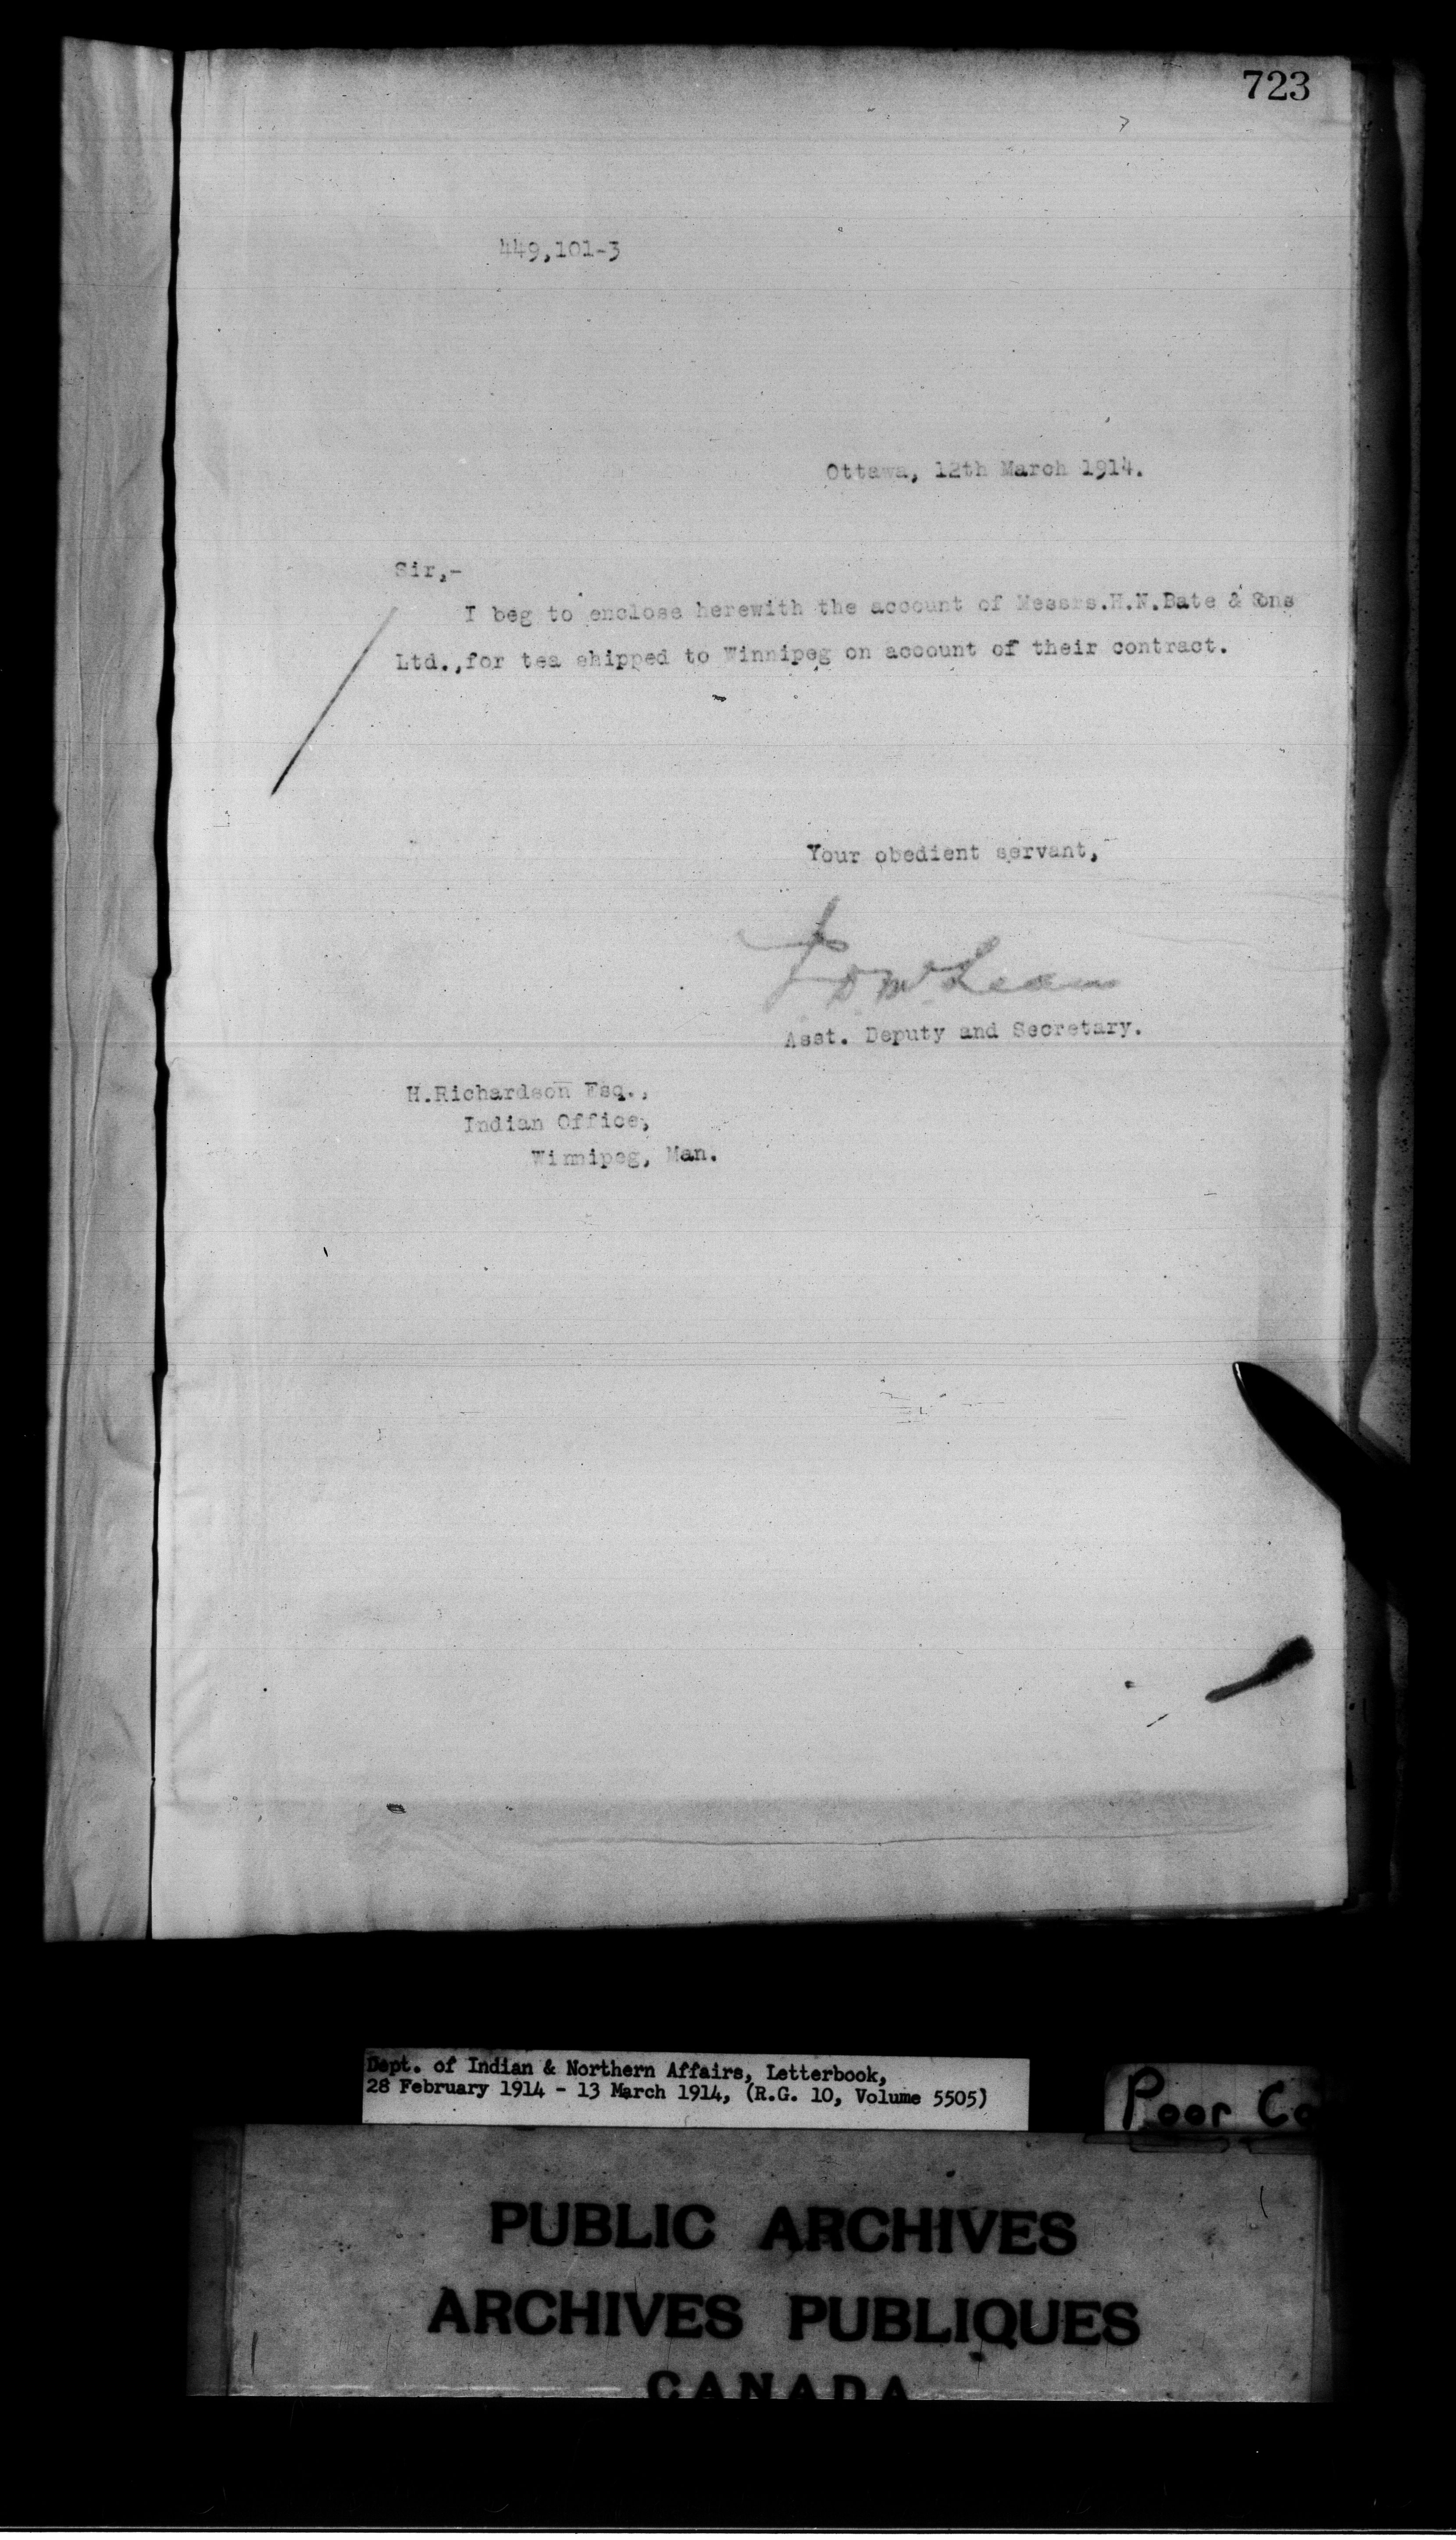 723
449,101-3
Ottawa, 12th March 1914.
Sir,-
I beg to enclose herewith the account of Messrs.H.N.Bate & Sons
Ltd.,for tea shipped to Winnipeg on account of their contract.
Your obedient servant,
J D McLean
Asst. Deputy and Secretary.
H.Richardson Esq.,
Indian Office,
Winnipeg, Man.
Dept. of Indian & Northern Affairs, Letterbook,
28 February 1914 - 13 March 1914, (R.G. 10, Volume 5505)
Poor Co
PUBLIC ARCHIVES
ARCHIVES PUBLIQUES
CANADA